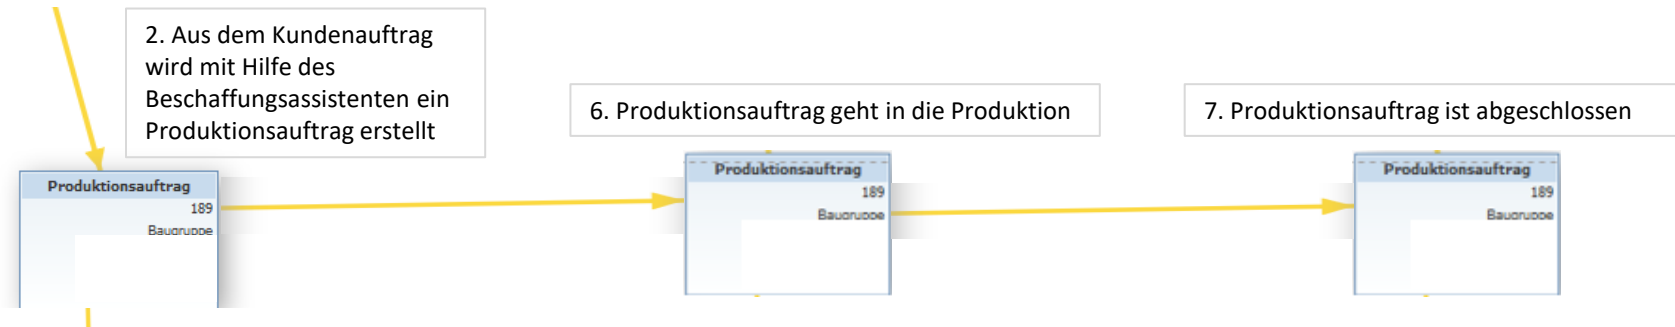 2. Aus dem Kundenauftrag
wird mit Hilfe des
Beschaffungsassistenten ein
Produktionsauftrag erstellt
6. Produktionsauftrag geht in die Produktion
7. Produktionsauftrag ist abgeschlossen
Produktionsauftrag
189
Baugruppe
Produktionsauftrag
189
Baugruppe
Produktionsauftrag
189
Baugruppe